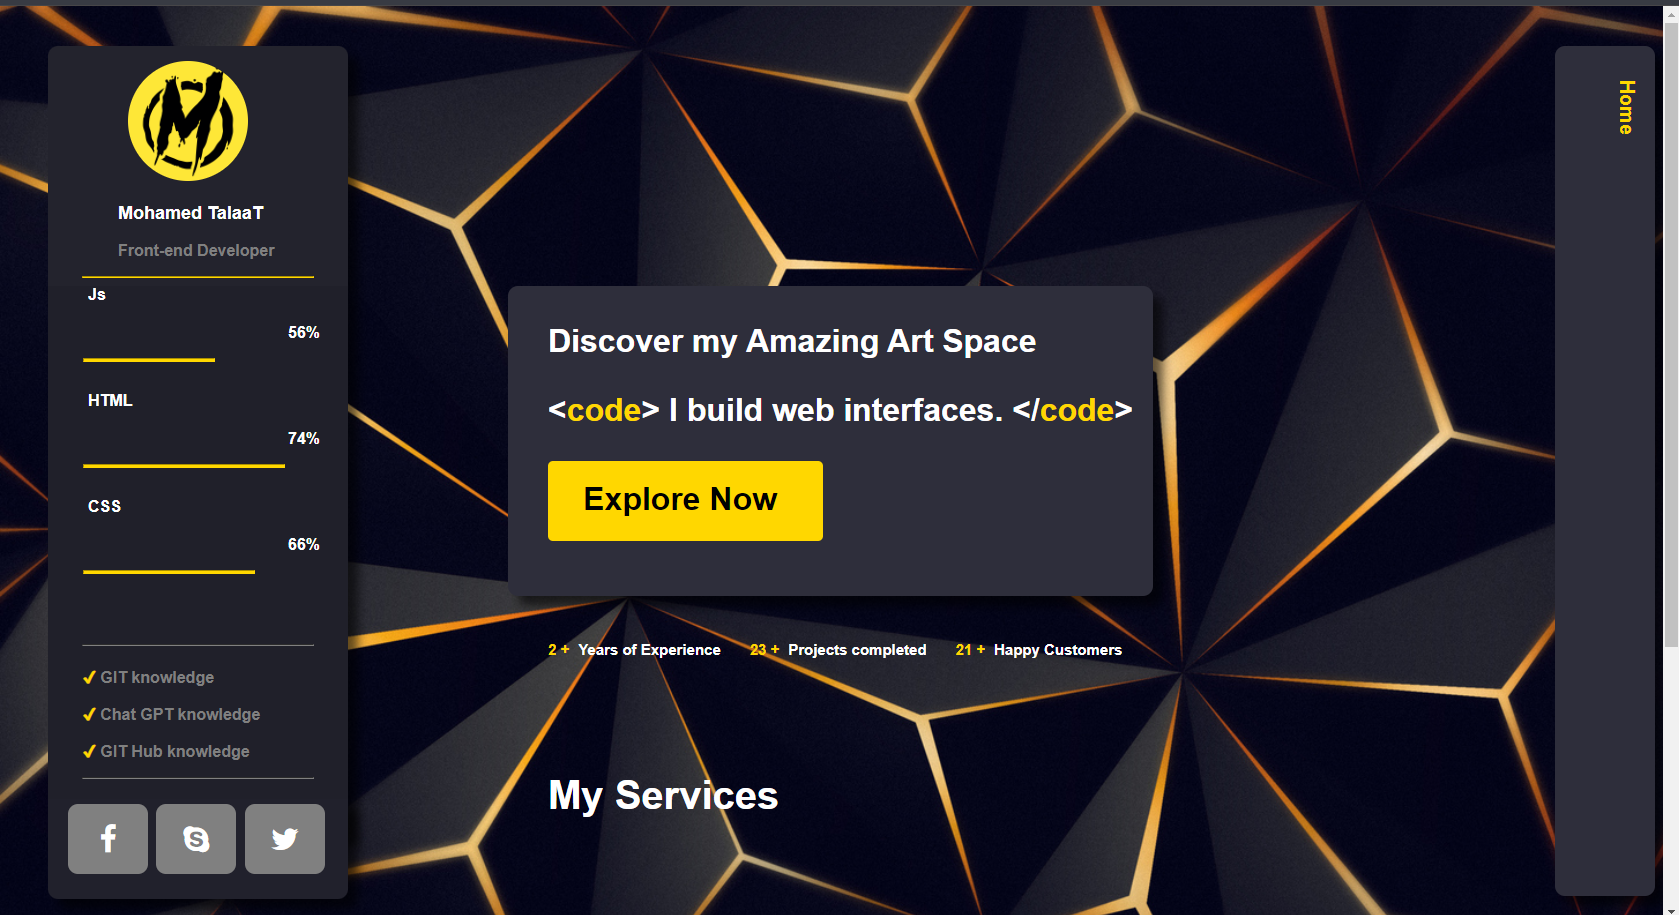 M
Mohamed TalaaT
Front-end Developer
Js
56%
HTML
74%
CSS
66%
✔ GIT knowledge
✔ Chat GPT knowledge
✔ GIT Hub knowledge
Discover my Amazing Art Space
<code> I build web interfaces. </code>
Explore Now
2 + Years of Experience 23 + Projects completed 21 + Happy Customers
My Services
Home